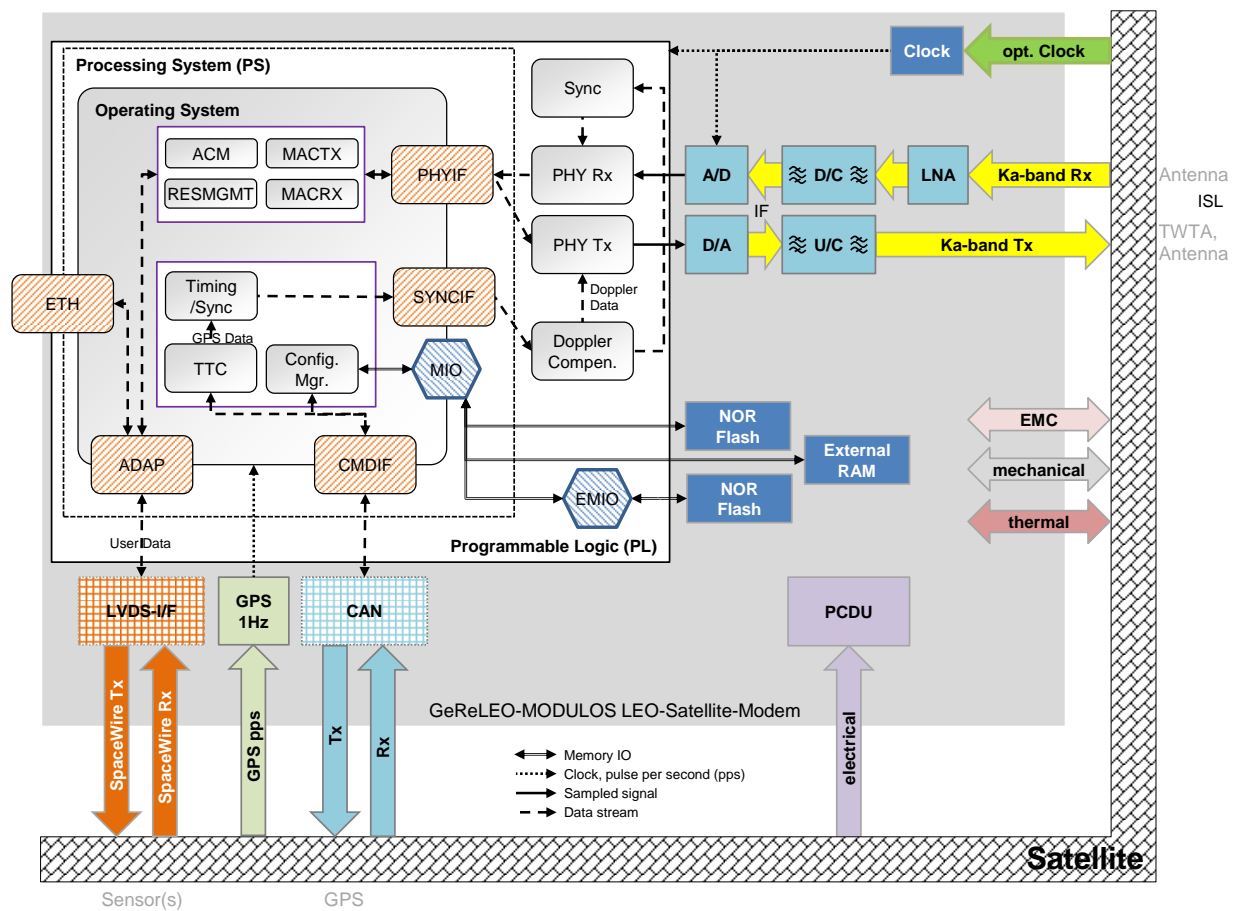 Processing System (PS)
Operating System
ACM
MACTX
RESMGMT
MACRX
PHYIF
Sync
PHY Rx
PHY Tx
Clock
opt. Clock
A/D
≈ D/C ≈
LNA
Ka-band Rx
IF
D/A
≈ U/C ≈
Ka-band Tx
Antenna
ISL
TWTA,
Antenna
ETH
Timing
/Sync
GPS Data
TTC
Config.
Mgr.
SYNCIF
MIO
Doppler
Data
Doppler
Compen.
ADAP
CMDIF
NOR
Flash
External
RAM
EMIO
NOR
Flash
EMC
mechanical
thermal
User Data
Programmable Logic (PL)
LVDS-I/F
GPS
1Hz
CAN
PCDU
SpaceWire Tx
SpaceWire Rx
GPS pps
Tx
Rx
electrical
GeReLEO-MODULOS LEO-Satellite-Modem
Memory IO
Clock, pulse per second (pps)
Sampled signal
Data stream
Satellite
Sensor(s)
GPS